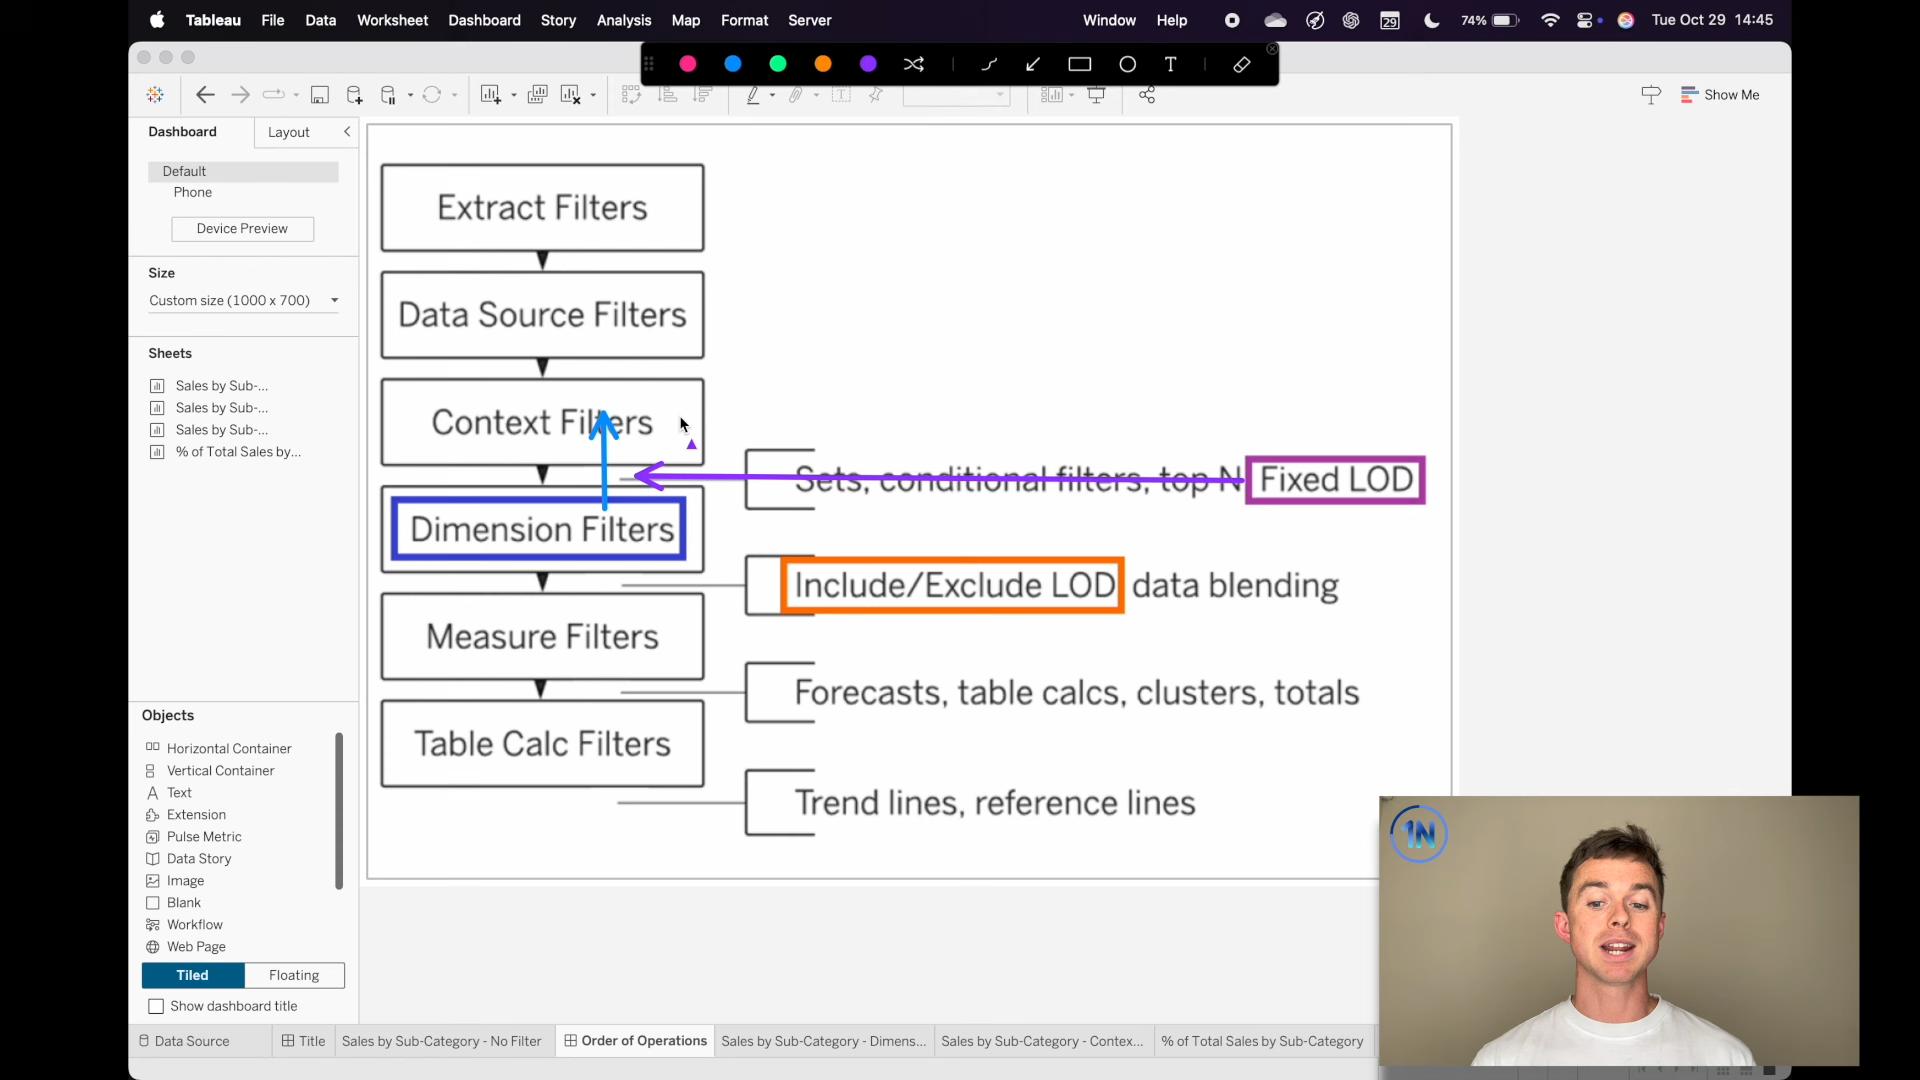 Tableau File Data Worksheet Dashboard Story Analysis Map Format Server Window Help 29 74% Tue Oct 29 14:45
T
Show Me
Dashboard Layout
Default
Phone
Device Preview
Size
Custom size (1000 x 700)
Sheets
Sales by Sub-...
Sales by Sub-...
Sales by Sub-...
% of Total Sales by...
Extract Filters
Data Source Filters
Context Filters
Sets, conditional filters, top N Fixed LOD
Dimension Filters
Include/Exclude LOD data blending
Measure Filters
Forecasts, table calcs, clusters, totals
Table Calc Filters
Trend lines, reference lines
Objects
Horizontal Container
Vertical Container
A Text
Extension
Pulse Metric
Data Story
Image
Blank
Workflow
Web Page
Tiled Floating
Show dashboard title
1N
Data Source Title Sales by Sub-Category - No Filter Order of Operations Sales by Sub-Category - Dimens... Sales by Sub-Category - Contex... % of Total Sales by Sub-Category